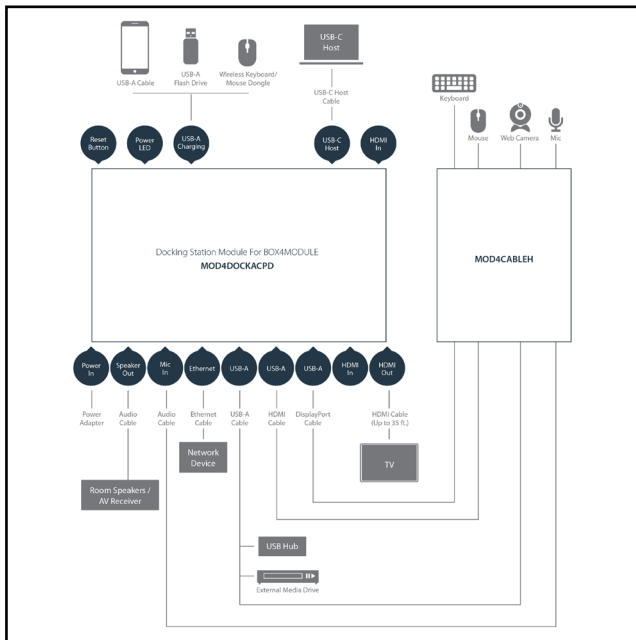 USB-C
Host
USB-A Cable
USB-A
Flash Drive
Wireless Keyboard/
Mouse Dongle
USB-C Host
Cable
Keyboard
Mouse
Web Camera
Mic
Reset
Button
Power
LED
USB-A
Charging
USB-C
Host
HDMI
In
Docking Station Module For BOX4MODULE
MOD4DOCKACPD
MOD4CABLEH
Power
In
Speaker
Out
Mic
In
Ethernet
USB-A
USB-A
USB-A
HDMI
In
HDMI
Out
Power
Adapter
Audio
Cable
Audio
Cable
Ethernet
Cable
USB-A
Cable
HDMI
Cable
DisplayPort
Cable
HDMI Cable
(Up to 35 ft.)
Network
Device
TV
Room Speakers /
AV Receiver
USB Hub
External Media Drive